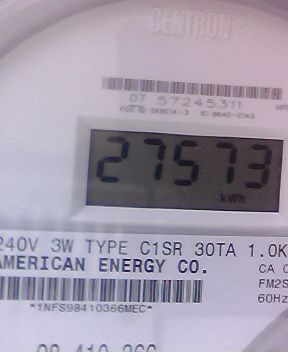 CENTRON®
07 57245311
27573
kWh
240V 3W TYPE C1SR 30TA 1.0K
AMERICAN ENERGY CO.
CA
FM2S
60Hz
*1NFS98410366MEC*